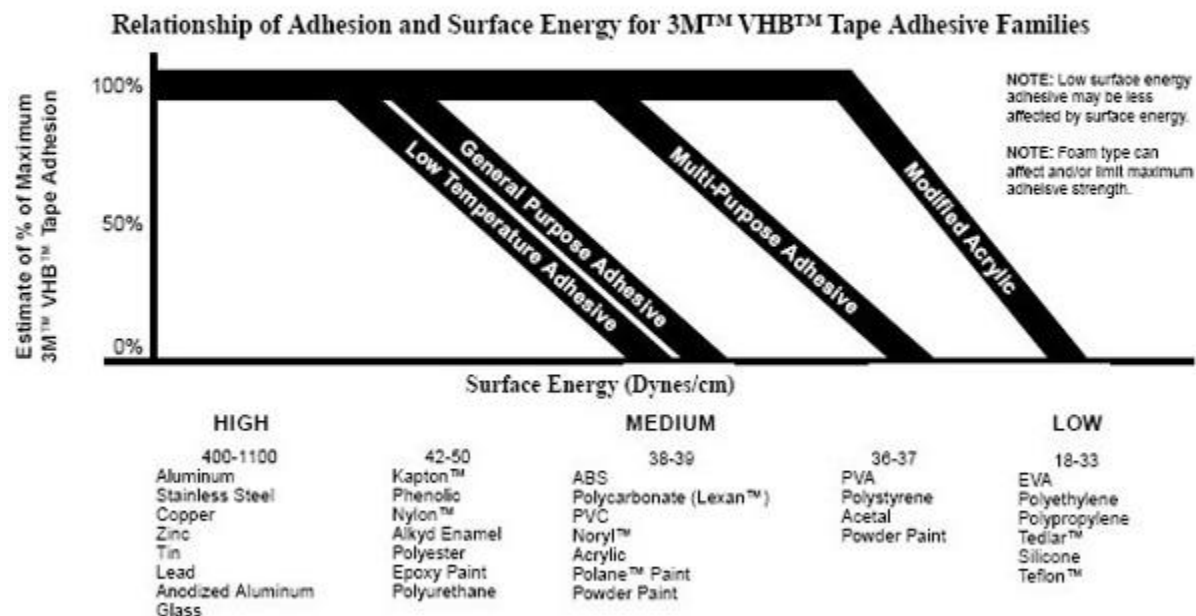 Relationship of Adhesion and Surface Energy for 3M™ VHB™ Tape Adhesive Families
Estimate of % of Maximum
3M™ VHB™ Tape Adhesion
100%
50%
0%
Low Temperature Adhesive
General Purpose Adhesive
Multi-Purpose Adhesive
Modified Acrylic
NOTE: Low surface energy
adhesive may be less
affected by surface energy.
NOTE: Foam type can
affect and/or limit maximum
adheisve strength.
Surface Energy (Dynes/cm)
HIGH
MEDIUM
LOW
400-1100
Aluminum
Stainless Steel
Copper
Zinc
Tin
Lead
Anodized Aluminum
Glass
42-50
Kapton™
Phenolic
Nylon™
Alkyd Enamel
Polyester
Epoxy Paint
Polyurethane
38-39
ABS
Polycarbonate (Lexan™)
PVC
Noryl™
Acrylic
Polane™ Paint
Powder Paint
36-37
PVA
Polystyrene
Acetal
Powder Paint
18-33
EVA
Polyethylene
Polypropylene
Tedlar™
Silicone
Teflon™